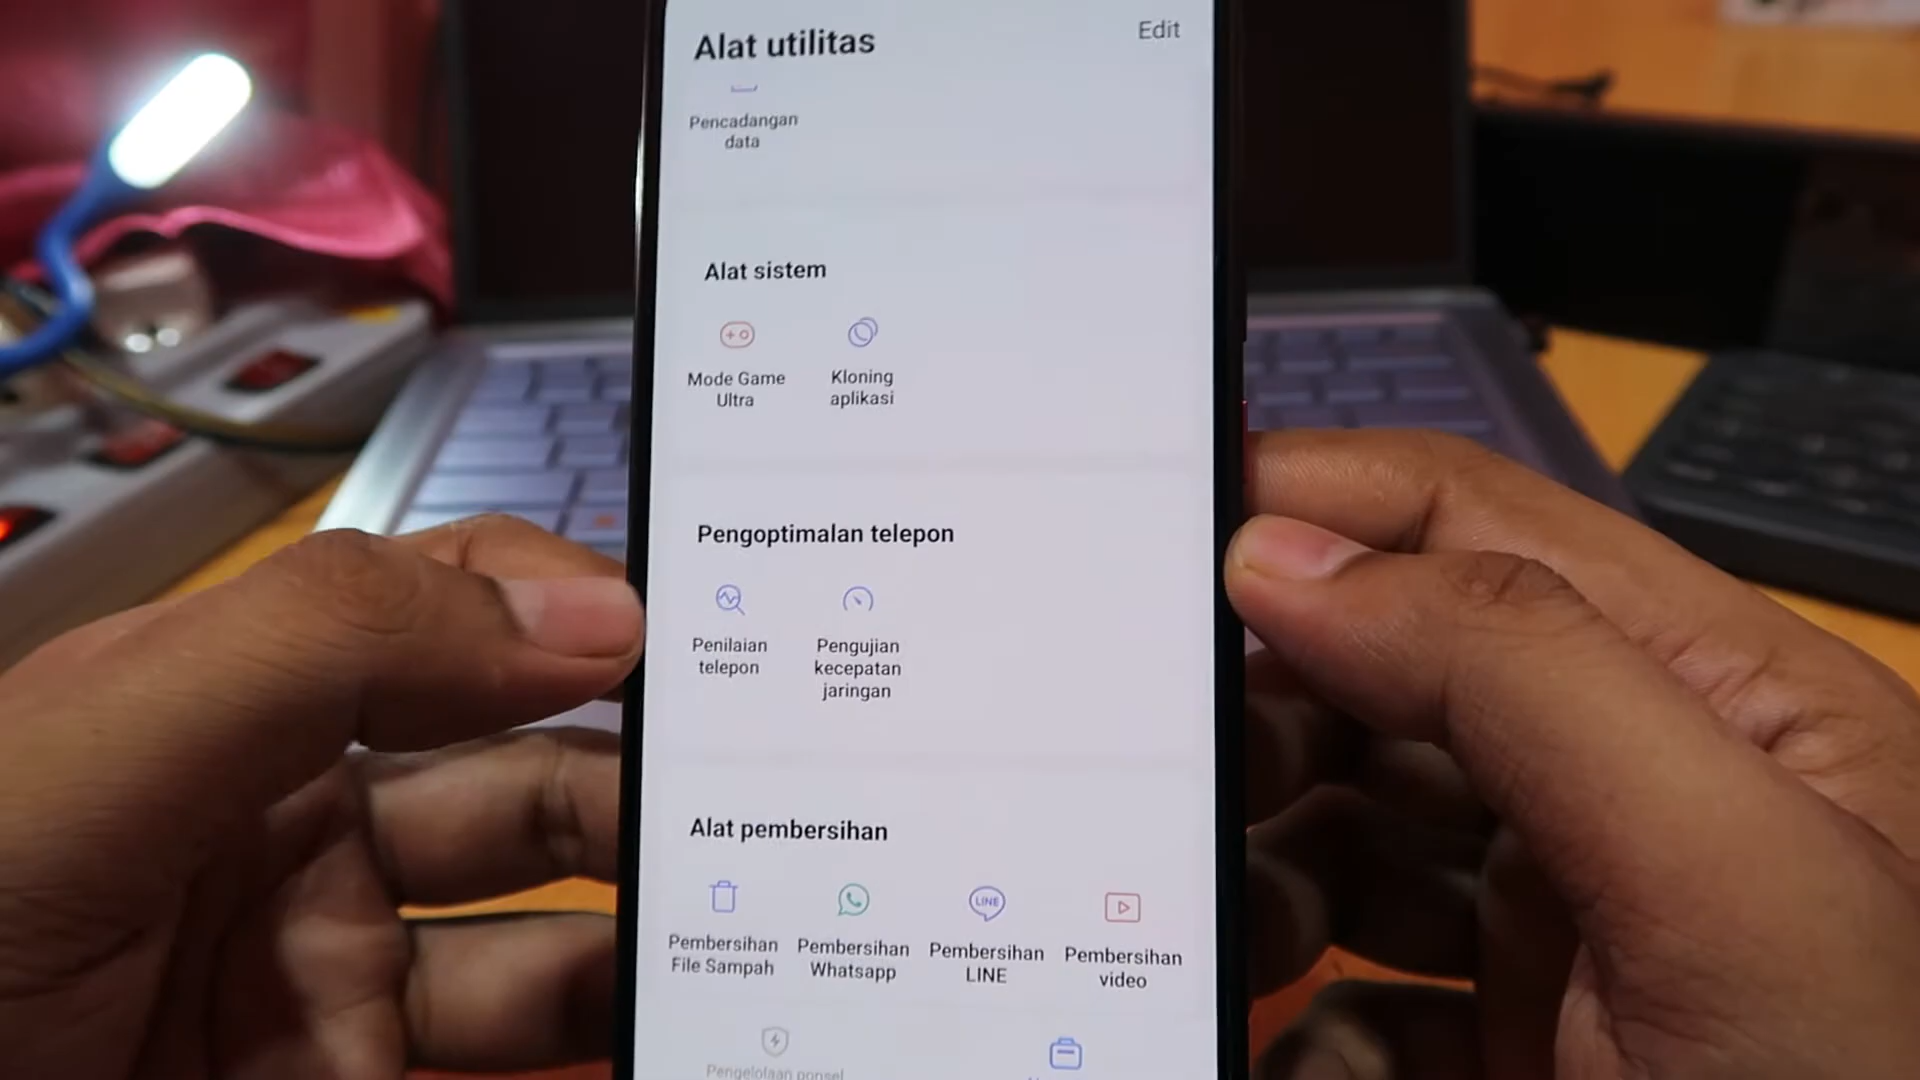 Alat utilitas
Edit
Pencadangan
data
Alat sistem
Mode Game
Ultra
Kloning
aplikasi
Pengoptimalan telepon
Penilaian
telepon
Pengujian
kecepatan
jaringan
Alat pembersihan
LINE
Pembersihan
File Sampah
Pembersihan
Whatsapp
Pembersihan
LINE
Pembersihan
video
Pengelolaan ponsel